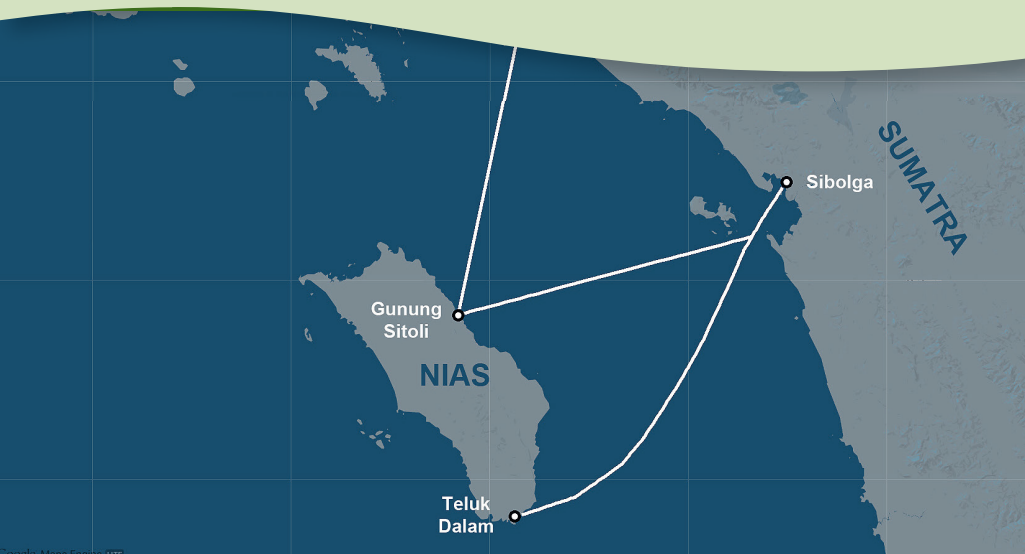 Sibolga
SUMATRA
Gunung
Sitoli
NIAS
Teluk
Dalam